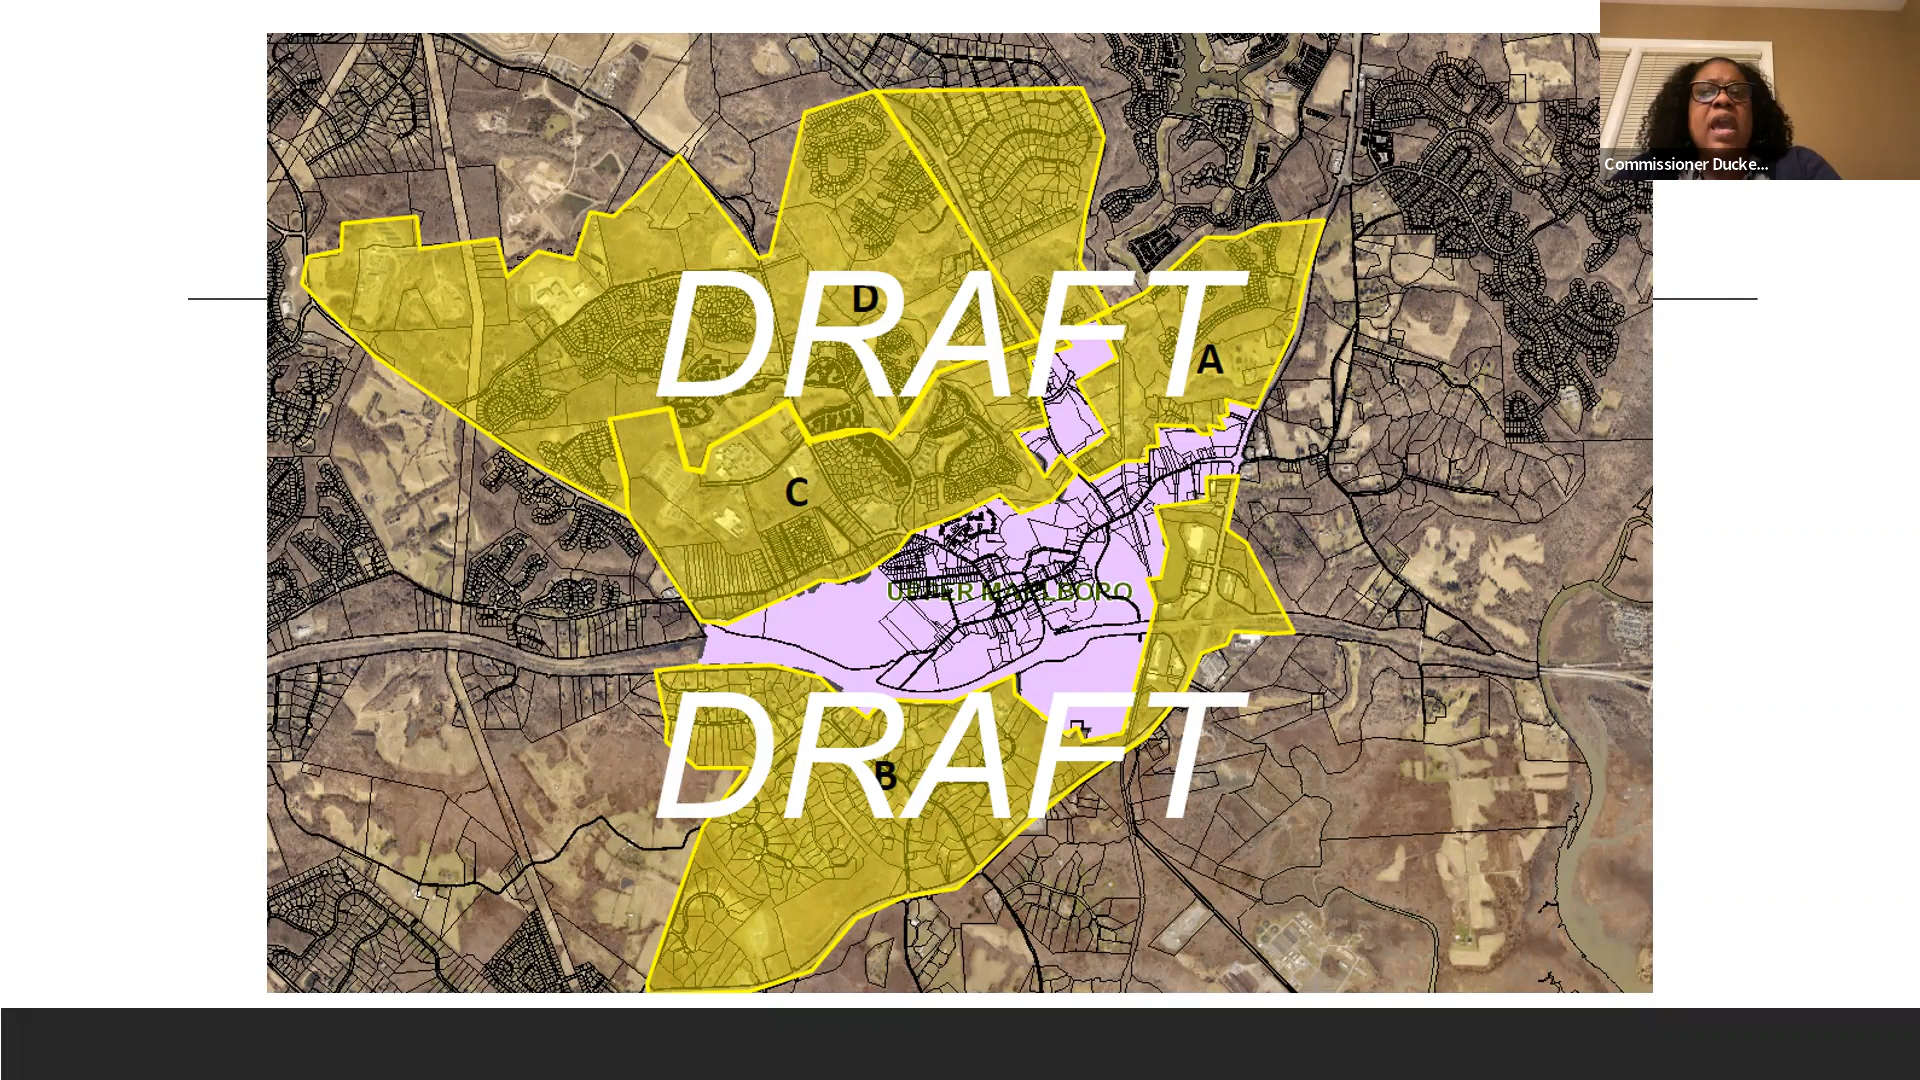 Commissioner Ducke...
DRAFT
D
A
C
UPPER MARLBORO
DRAFT
B